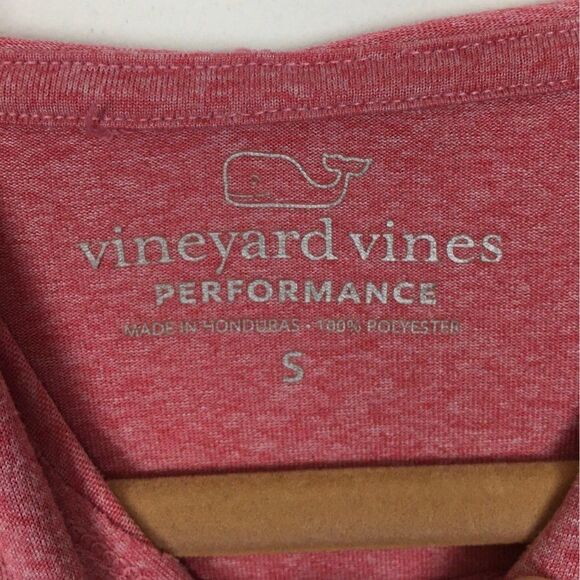 vineyard vines
PERFORMANCE
MADE IN HONDURAS • 100% POLYESTER
S